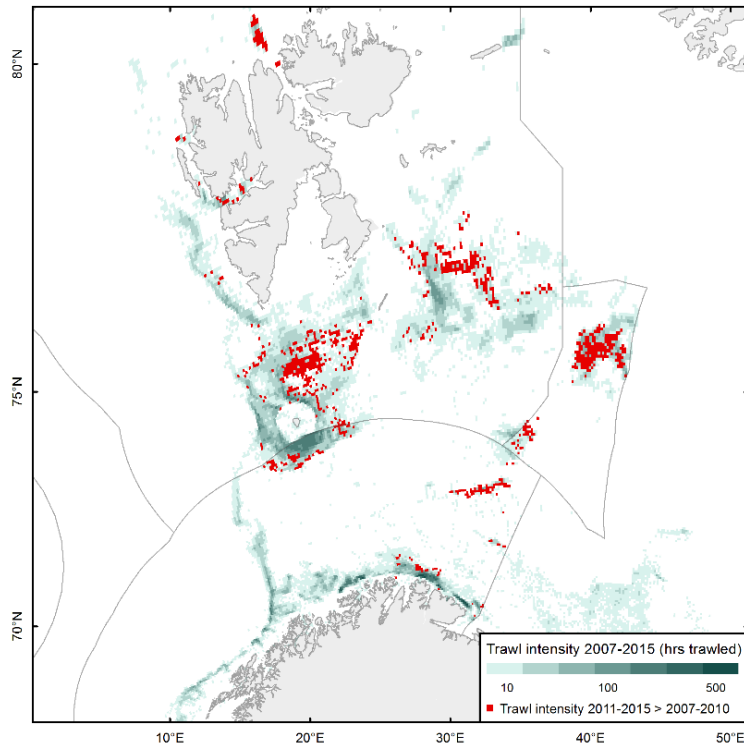 80°N
75°N
70°N
Trawl intensity 2007-2015 (hrs trawled)
10 100 500
Trawl intensity 2011-2015 > 2007-2010
10°E 20°E 30°E 40°E 50°E